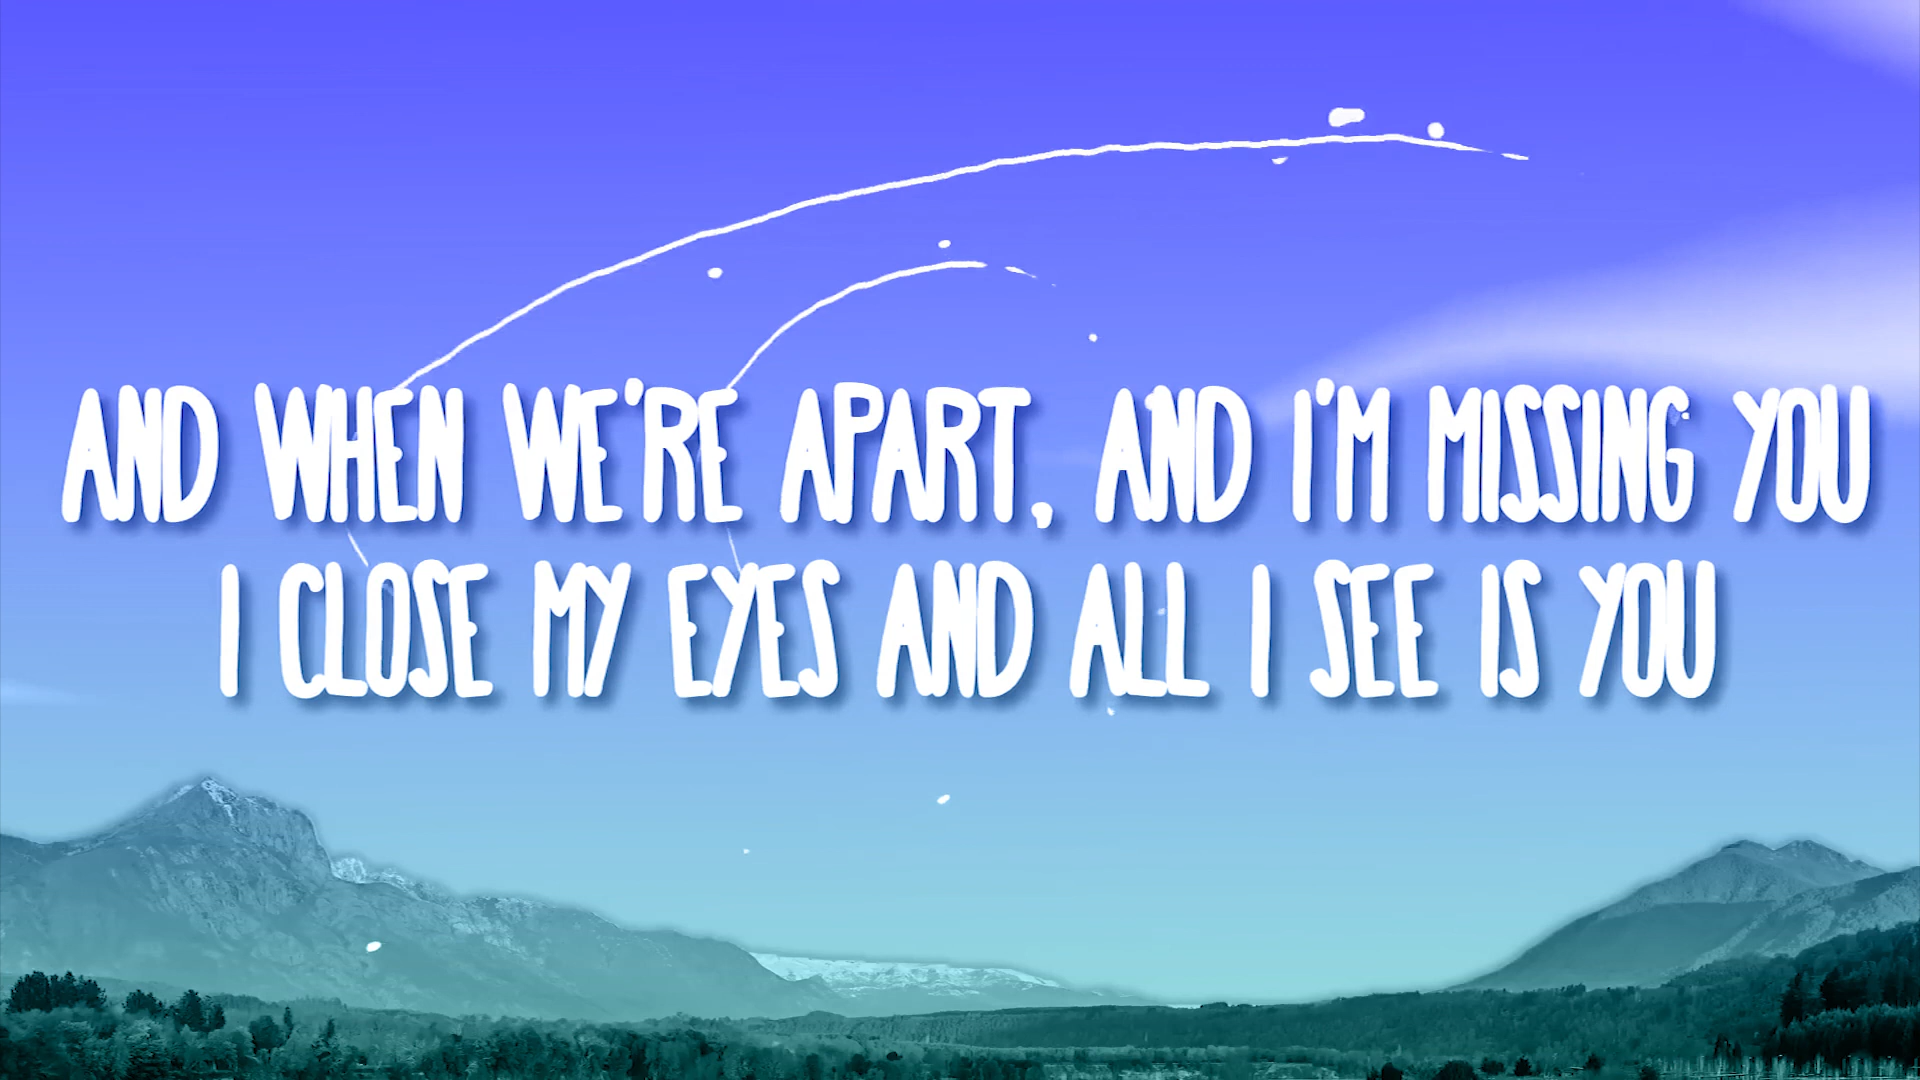 AND WHEN WE'RE APART, AND I'M MISSING YOU
I CLOSE MY EYES AND ALL I SEE IS YOU